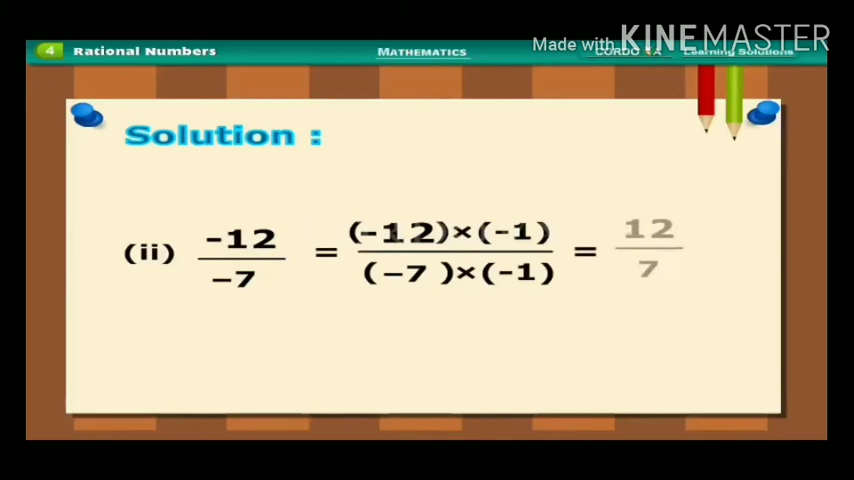 4 Rational Numbers MATHEMATICS Made with KINEMASTER
CORDOVA Learning Solutions
Solution :
(ii) -12/-7 = (-12)×(-1)/(-7 )×(-1) = 12/7